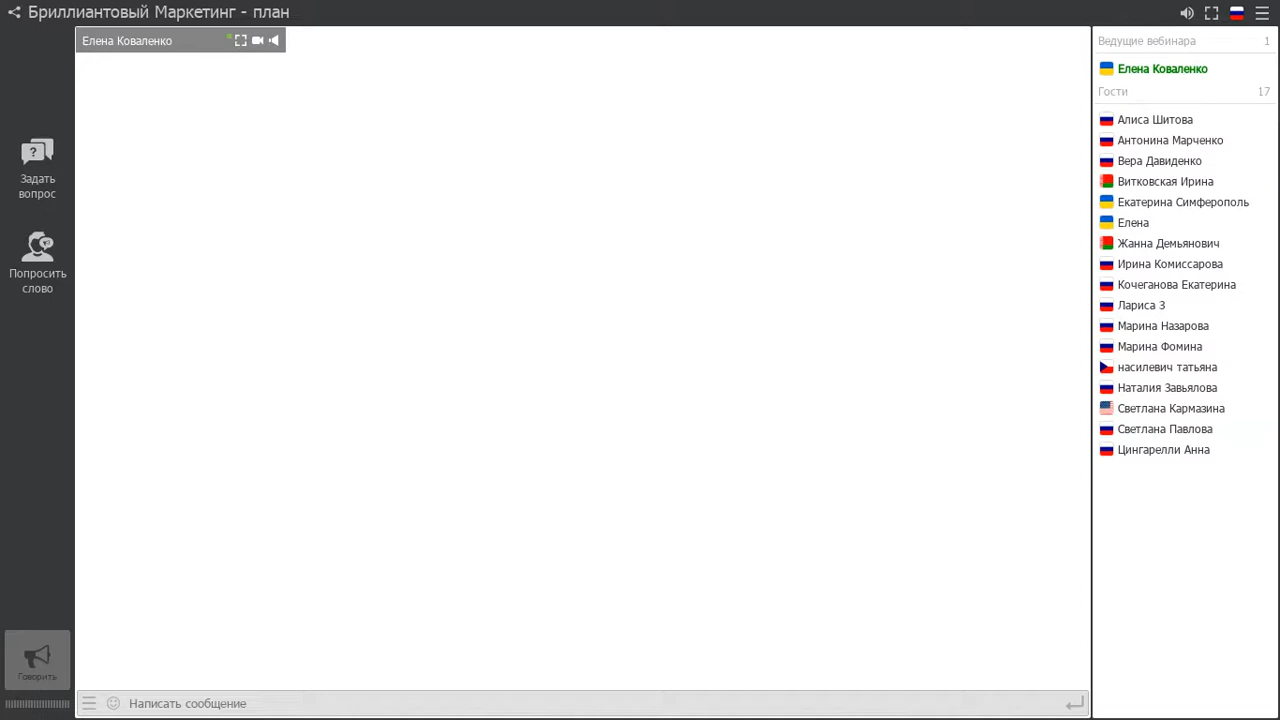 Бриллиантовый Маркетинг - план
Елена Коваленко
Задать
вопрос
Попросить
слово
Говорить
Написать сообщение
Ведущие вебинара 1
Елена Коваленко
Гости 17
Алиса Шитова
Антонина Марченко
Вера Давиденко
Витковская Ирина
Екатерина Симферополь
Елена
Жанна Демьянович
Ирина Комиссарова
Кочеганова Екатерина
Лариса З
Марина Назарова
Марина Фомина
насилевич татьяна
Наталия Завьялова
Светлана Кармазина
Светлана Павлова
Цингарелли Анна